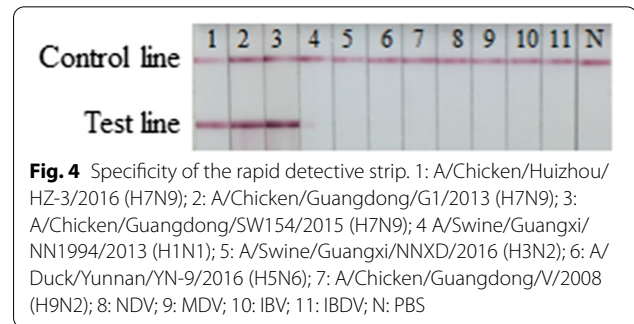 1 2 3 4 5 6 7 8 9 10 11 N
Control line
Test line
Fig. 4 Specificity of the rapid detective strip. 1: A/Chicken/Huizhou/
HZ-3/2016 (H7N9); 2: A/Chicken/Guangdong/G1/2013 (H7N9); 3:
A/Chicken/Guangdong/SW154/2015 (H7N9); 4 A/Swine/Guangxi/
NN1994/2013 (H1N1); 5: A/Swine/Guangxi/NNXD/2016 (H3N2); 6: A/
Duck/Yunnan/YN-9/2016 (H5N6); 7: A/Chicken/Guangdong/V/2008
(H9N2); 8: NDV; 9: MDV; 10: IBV; 11: IBDV; N: PBS